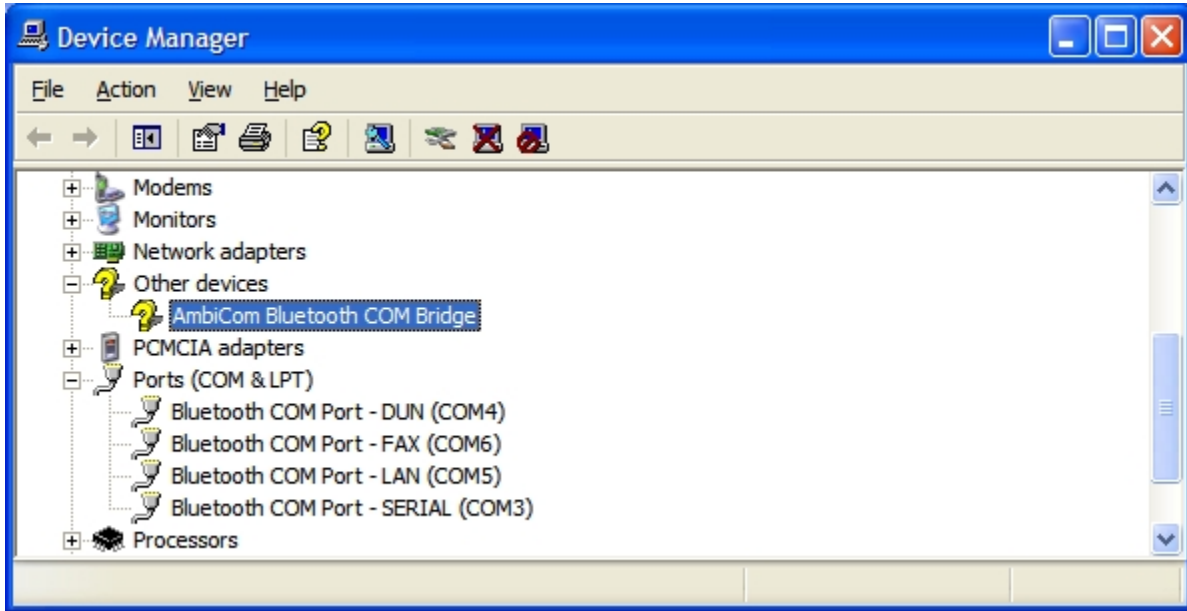 Device Manager
File Action View Help
Modems
Monitors
Network adapters
Other devices
AmbiCom Bluetooth COM Bridge
PCMCIA adapters
Ports (COM & LPT)
Bluetooth COM Port - DUN (COM4)
Bluetooth COM Port - FAX (COM6)
Bluetooth COM Port - LAN (COM5)
Bluetooth COM Port - SERIAL (COM3)
Processors